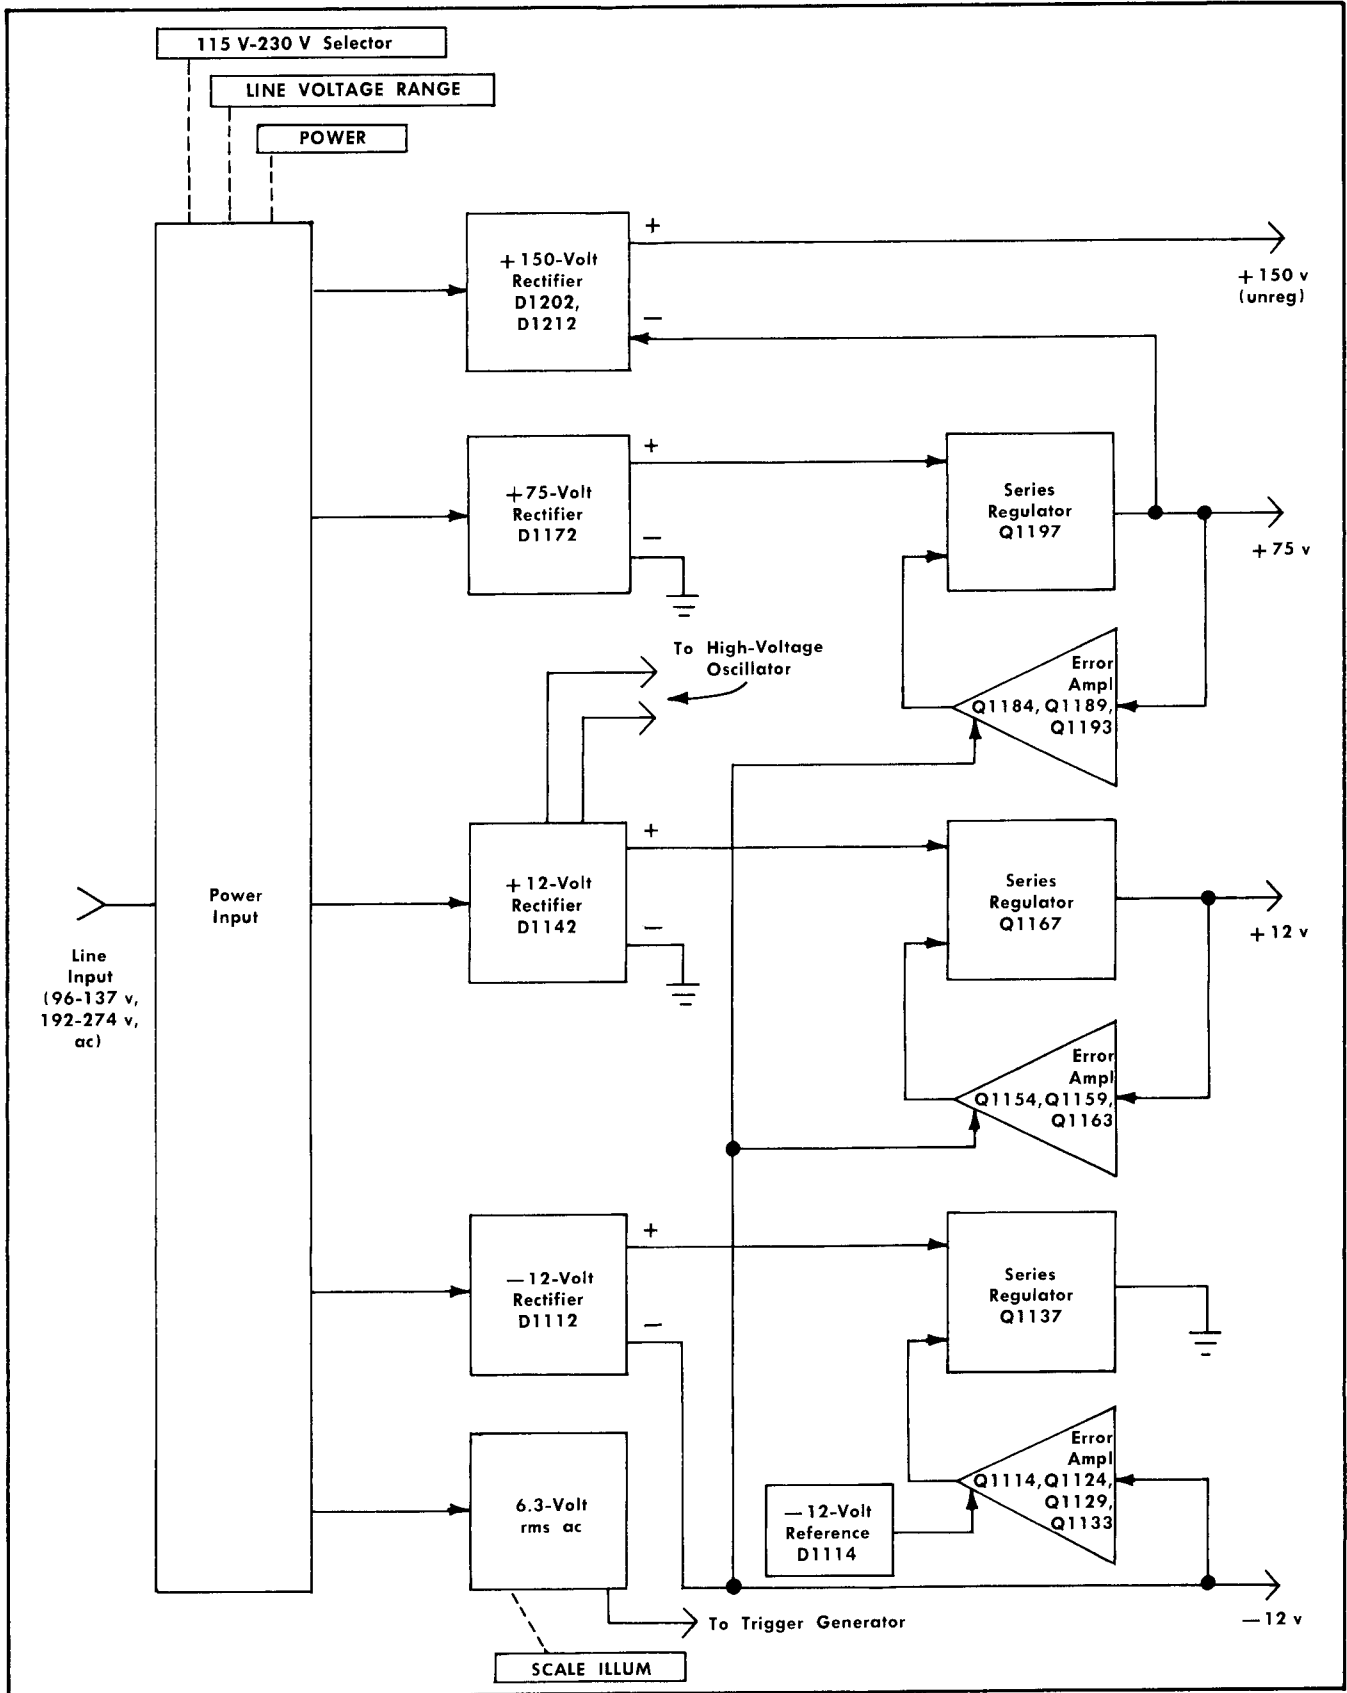 115 V-230 V Selector
LINE VOLTAGE RANGE
POWER
+150-Volt
Rectifier
D1202,
D1212
+
−
+150 v
(unreg)
+75-Volt
Rectifier
D1172
+
−
Series
Regulator
Q1197
+75 v
To High-Voltage
Oscillator
Error
Ampl
Q1184, Q1189,
Q1193
Power
Input
Line
Input
(96-137 v,
192-274 v,
ac)
+12-Volt
Rectifier
D1142
+
−
Series
Regulator
Q1167
+12 v
Error
Ampl
Q1154, Q1159,
Q1163
−12-Volt
Rectifier
D1112
+
−
Series
Regulator
Q1137
Error
Ampl
Q1114, Q1124,
Q1129,
Q1133
−12-Volt
Reference
D1114
−12 v
6.3-Volt
rms ac
To Trigger Generator
SCALE ILLUM